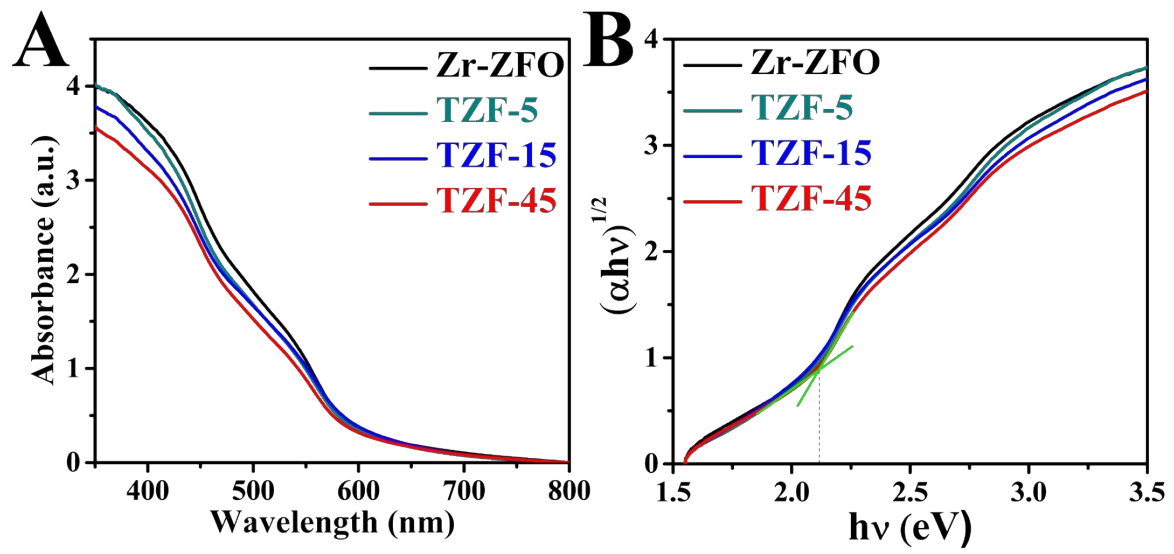 A
Zr-ZFO
TZF-5
TZF-15
TZF-45
Absorbance (a.u.)
4
3
2
1
0
400
500
600
700
800
Wavelength (nm)
B
Zr-ZFO
TZF-5
TZF-15
TZF-45
(αhν)^1/2
4
3
2
1
0
1.5
2.0
2.5
3.0
3.5
hν (eV)